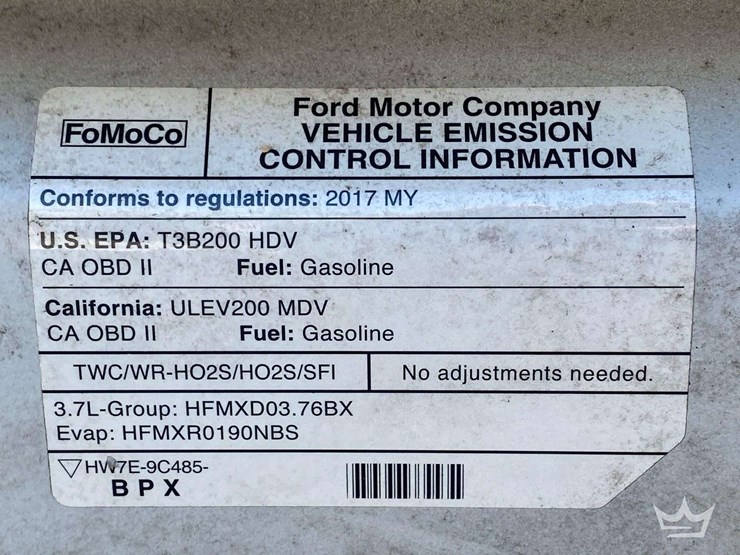 FoMoCo
Ford Motor Company
VEHICLE EMISSION
CONTROL INFORMATION
Conforms to regulations: 2017 MY
U.S. EPA: T3B200 HDV
CA OBD II Fuel: Gasoline
California: ULEV200 MDV
CA OBD II Fuel: Gasoline
TWC/WR-HO2S/HO2S/SFI
No adjustments needed.
3.7L-Group: HFMXD03.76BX
Evap: HFMXR0190NBS
HW7E-9C485-
B P X